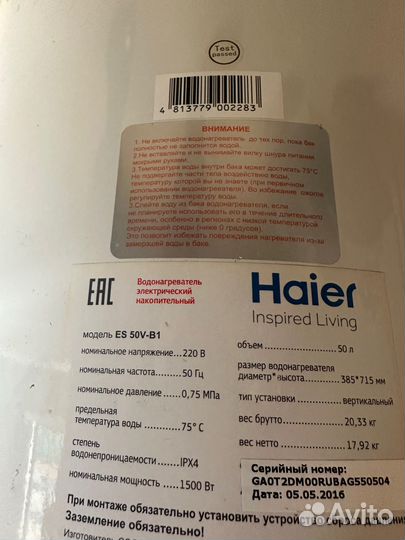 Test
passed
4 813779 002283
ВНИМАНИЕ
1. Не включайте водонагреватель до тех пор, пока бак
полностью не заполнится водой.
2.Не вставляйте и не вынимайте вилку шнура питания
мокрыми руками.
3.Температура воды внутри бака может достигать 75°С
Не подвергайте части тела воздействию воды,
температуру которой вы не знаете (при первичном
использовании водонагревателя). Во избежание ожогов
регулируйте температуру воды.
3.Слейте воду из бака водонагревателя, если
не планируете использовать его в течение длительного
времени, особенно в регионах с низкой температурой
окружающей среды (ниже 0 градусов).
Это позволит избежать повреждения нагревателя из-за
замерзшей воды в баке.
ЕАС
Водонагреватель
электрический
накопительный
Haier
Inspired Living
модель ES 50V-B1
номинальное напряжение 220 В
номинальная частота 50 Гц
номинальное давление 0,75 МПа
предельная
температура воды 75° С
степень
водонепроницаемости IPX4
номинальная мощность 1500 Вт
объем 50 л
размер водонагревателя
диаметр*высота 385*715 мм
тип установки вертикальный
вес брутто 20,33 кг
вес нетто 17,92 кг
Серийный номер:
GA0T2DM00RUBAG550504
Дата: 05.05.2016
При монтаже обязательно установить устройство сброса давления
Заземление обязательно!
Изготовитель
Avito